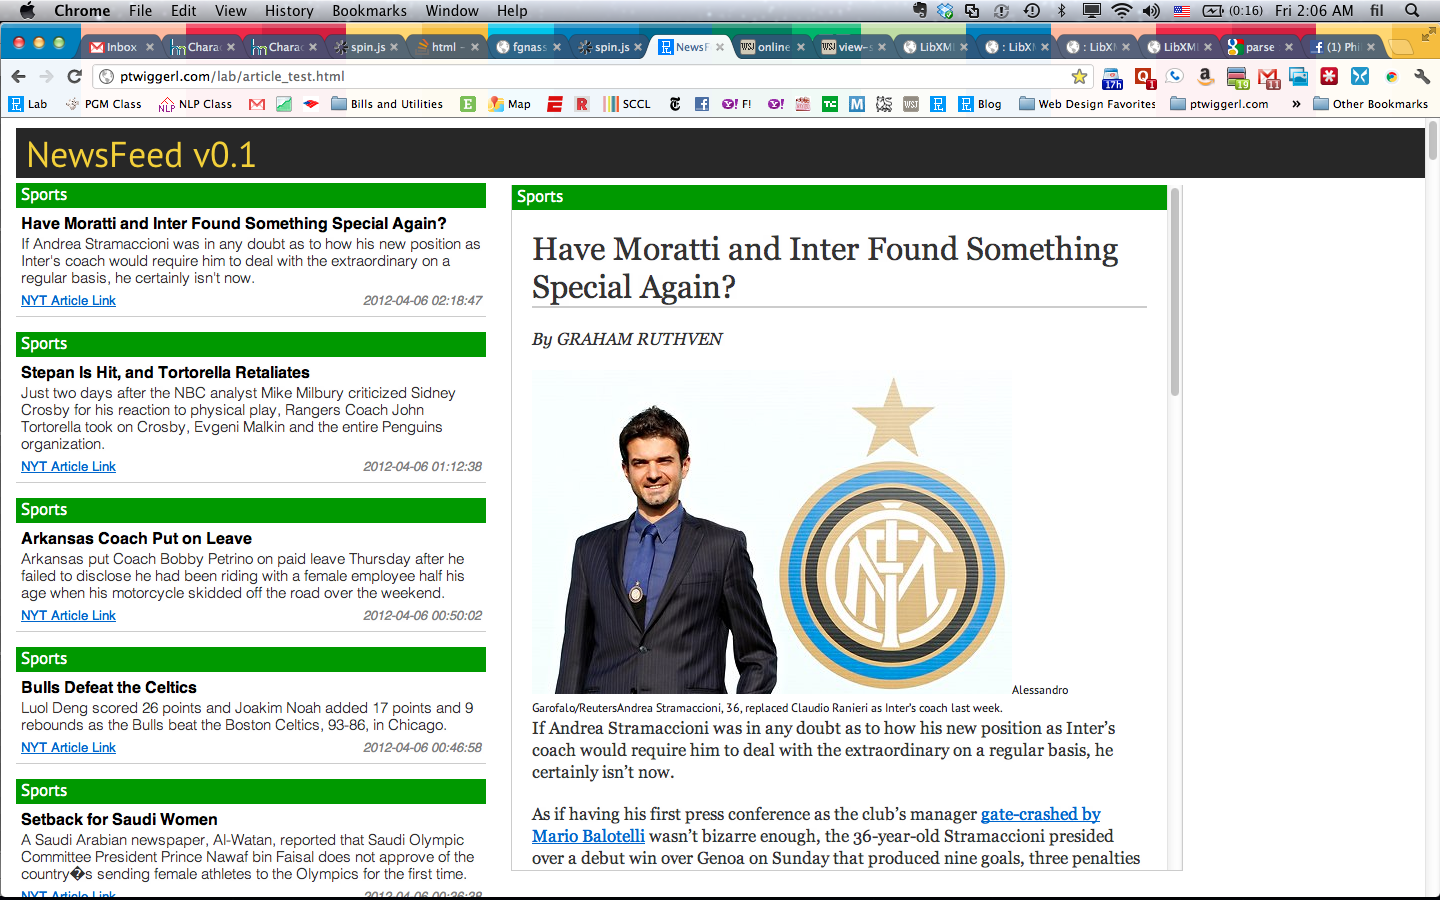 Chrome File Edit View History Bookmarks Window Help (0:16) Fri 2:06 AM fil
Inbox Charac Charac spin.js html - fgnass spin.js NewsF online view-s LibXM : LibXM : LibXM LibXM parse (1) Phi
ptwiggerl.com/lab/article_test.html 17h 1 19 11
Lab PGM Class NLP NLP Class Bills and Utilities Map SCCL Y! F! Y! Blog Web Design Favorites ptwiggerl.com » Other Bookmarks
NewsFeed v0.1
Sports
Have Moratti and Inter Found Something Special Again?
If Andrea Stramaccioni was in any doubt as to how his new position as
Inter's coach would require him to deal with the extraordinary on a
regular basis, he certainly isn't now.
NYT Article Link 2012-04-06 02:18:47
Sports
Stepan Is Hit, and Tortorella Retaliates
Just two days after the NBC analyst Mike Milbury criticized Sidney
Crosby for his reaction to physical play, Rangers Coach John
Tortorella took on Crosby, Evgeni Malkin and the entire Penguins
organization.
NYT Article Link 2012-04-06 01:12:38
Sports
Arkansas Coach Put on Leave
Arkansas put Coach Bobby Petrino on paid leave Thursday after he
failed to disclose he had been riding with a female employee half his
age when his motorcycle skidded off the road over the weekend.
NYT Article Link 2012-04-06 00:50:02
Sports
Bulls Defeat the Celtics
Luol Deng scored 26 points and Joakim Noah added 17 points and 9
rebounds as the Bulls beat the Boston Celtics, 93-86, in Chicago.
NYT Article Link 2012-04-06 00:46:58
Sports
Setback for Saudi Women
A Saudi Arabian newspaper, Al-Watan, reported that Saudi Olympic
Committee President Prince Nawaf bin Faisal does not approve of the
country�s sending female athletes to the Olympics for the first time.
NYT Article Link 2012-04-06 00:36:38
Sports
Have Moratti and Inter Found Something
Special Again?
By GRAHAM RUTHVEN
Alessandro
Garofalo/ReutersAndrea Stramaccioni, 36, replaced Claudio Ranieri as Inter's coach last week.
If Andrea Stramaccioni was in any doubt as to how his new position as Inter’s
coach would require him to deal with the extraordinary on a regular basis, he
certainly isn’t now.
As if having his first press conference as the club’s manager gate-crashed by
Mario Balotelli wasn’t bizarre enough, the 36-year-old Stramaccioni presided
over a debut win over Genoa on Sunday that produced nine goals, three penalties